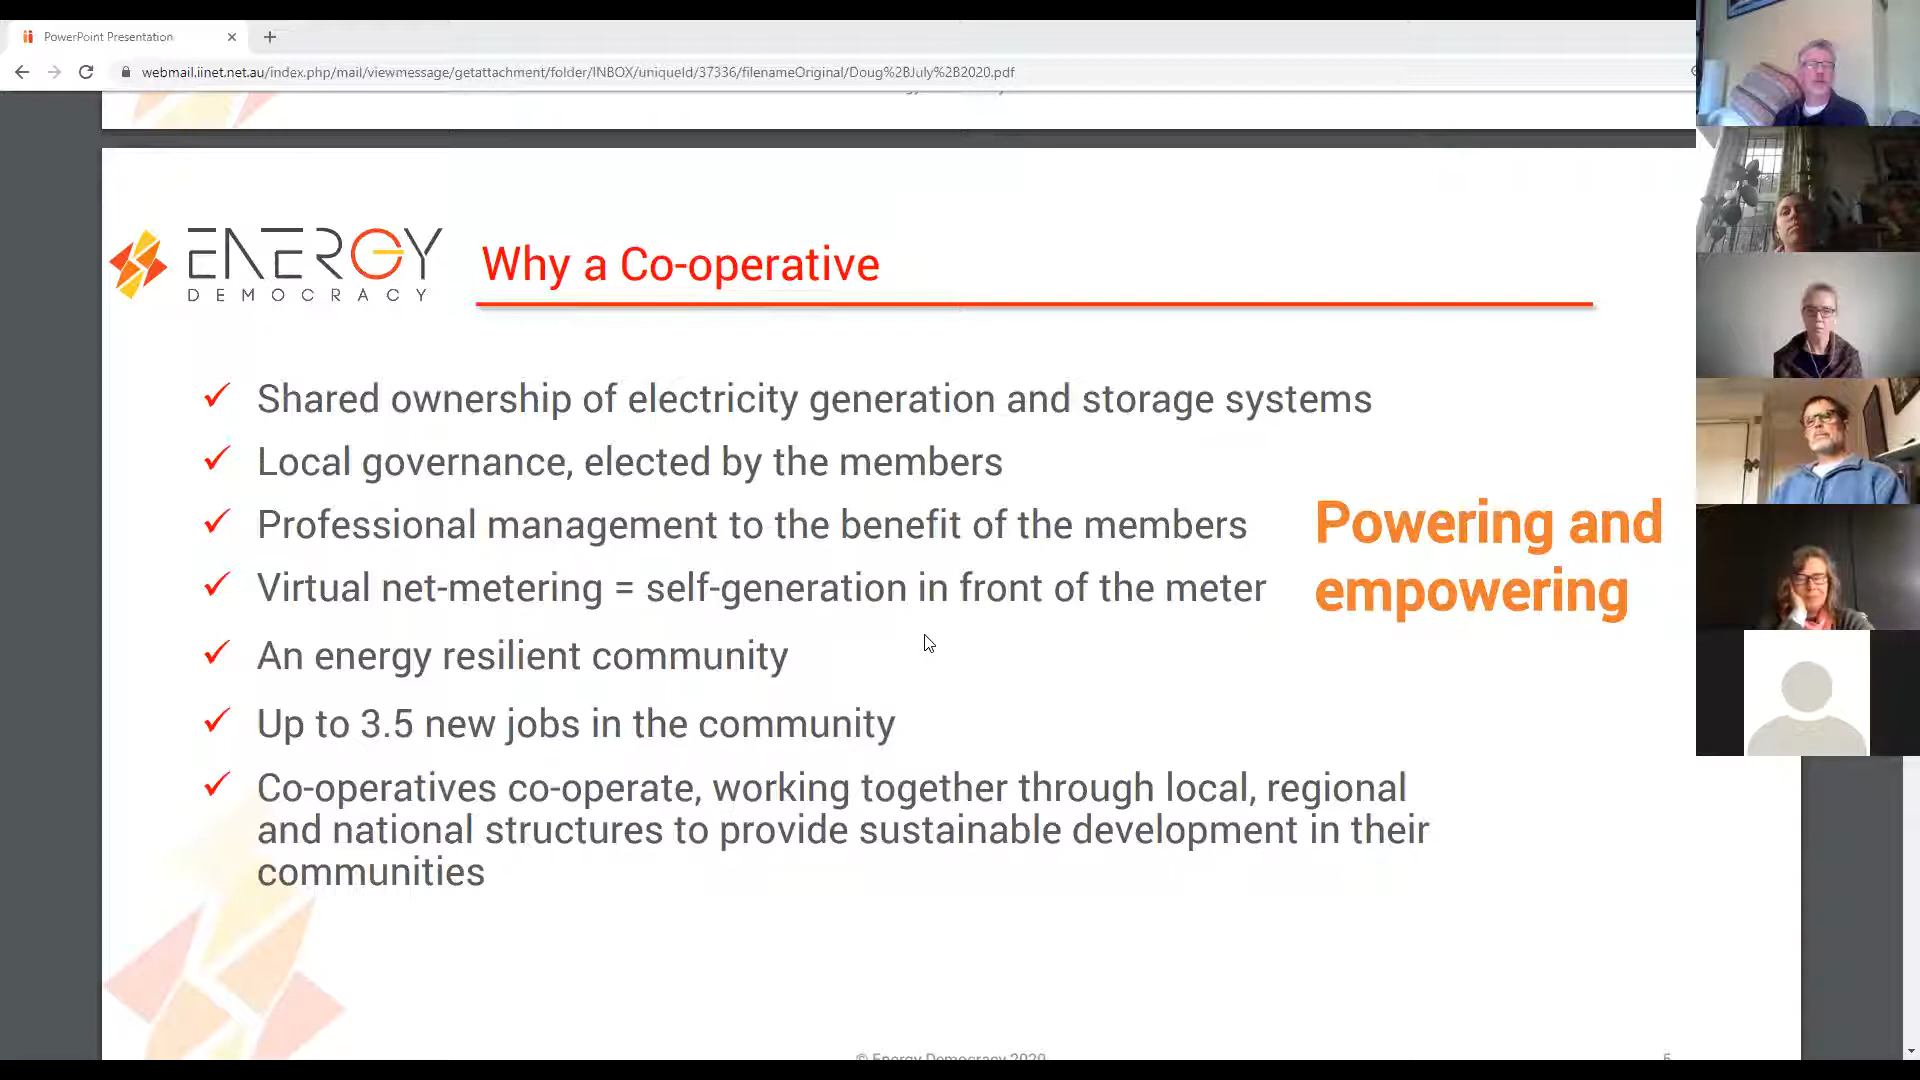 PowerPoint Presentation
webmail.iinet.net.au/index.php/mail/viewmessage/getattachment/folder/INBOX/uniqueId/37336/filenameOriginal/Doug%2BJuly%2B2020.pdf
ENERGY
DEMOCRACY
Why a Co-operative
Shared ownership of electricity generation and storage systems
Local governance, elected by the members
Professional management to the benefit of the members
Virtual net-metering = self-generation in front of the meter
An energy resilient community
Up to 3.5 new jobs in the community
Co-operatives co-operate, working together through local, regional
and national structures to provide sustainable development in their
communities
Powering and
empowering
© Energy Democracy 2020